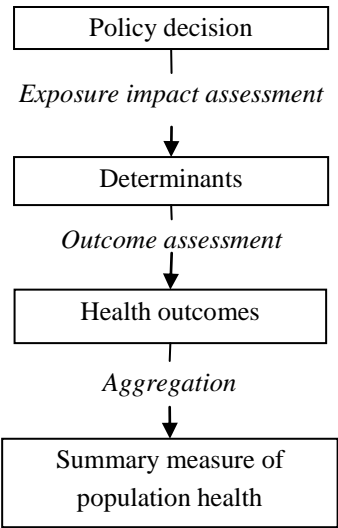 Policy decision
Exposure impact assessment
Determinants
Outcome assessment
Health outcomes
Aggregation
Summary measure of
population health